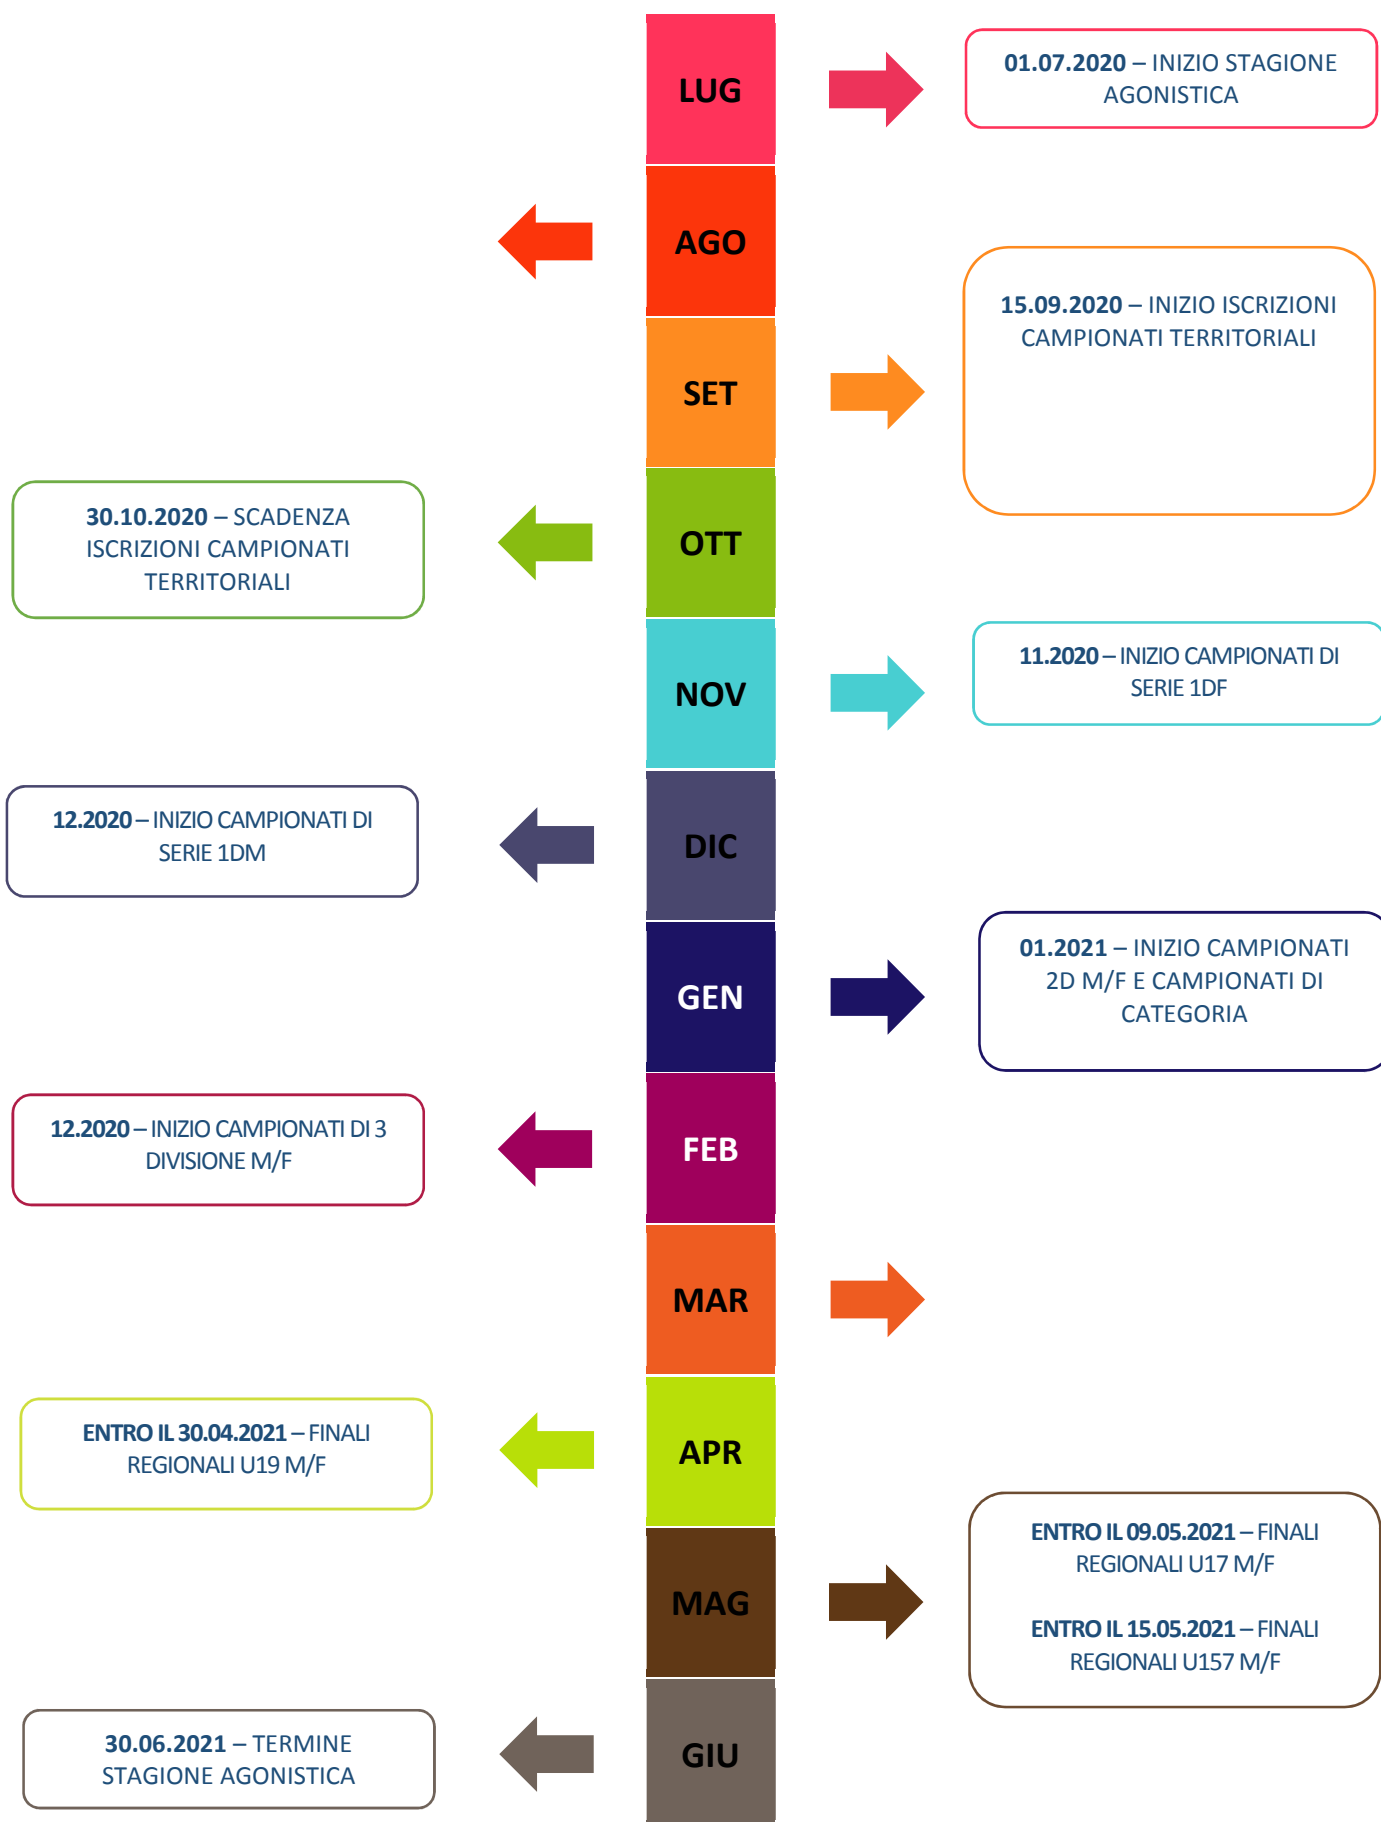 LUG
01.07.2020 – INIZIO STAGIONE
AGONISTICA
AGO
SET
15.09.2020 – INIZIO ISCRIZIONI
CAMPIONATI TERRITORIALI
OTT
30.10.2020 – SCADENZA
ISCRIZIONI CAMPIONATI
TERRITORIALI
NOV
11.2020 – INIZIO CAMPIONATI DI
SERIE 1DF
DIC
12.2020 – INIZIO CAMPIONATI DI
SERIE 1DM
GEN
01.2021 – INIZIO CAMPIONATI
2D M/F E CAMPIONATI DI
CATEGORIA
FEB
12.2020 – INIZIO CAMPIONATI DI 3
DIVISIONE M/F
MAR
APR
ENTRO IL 30.04.2021 – FINALI
REGIONALI U19 M/F
MAG
ENTRO IL 09.05.2021 – FINALI
REGIONALI U17 M/F
ENTRO IL 15.05.2021 – FINALI
REGIONALI U157 M/F
GIU
30.06.2021 – TERMINE
STAGIONE AGONISTICA